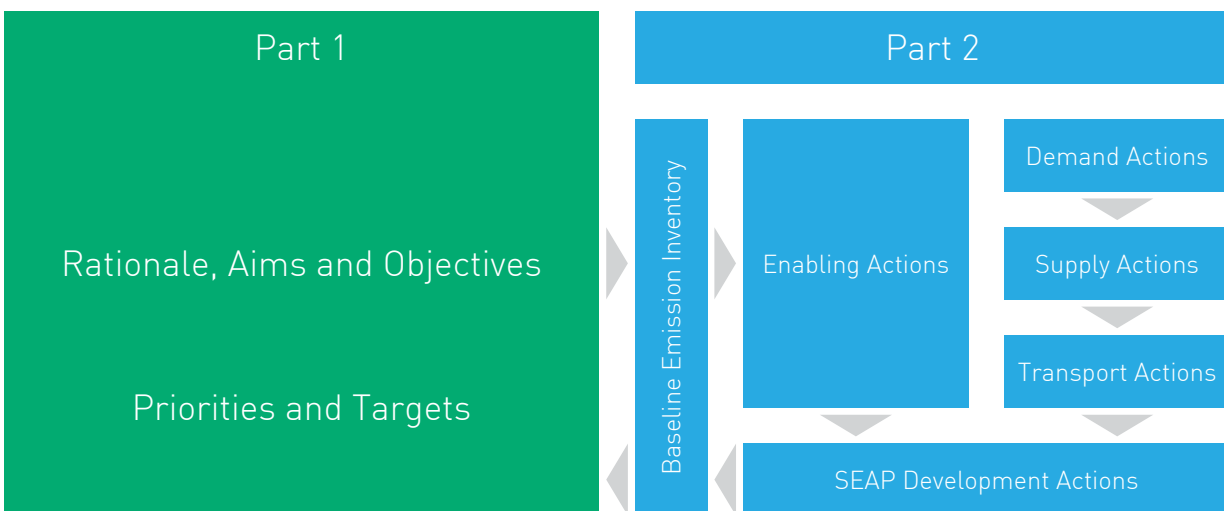 Part 1
Rationale, Aims and Objectives
Priorities and Targets
Part 2
Baseline Emission Inventory
Enabling Actions
Demand Actions
Supply Actions
Transport Actions
SEAP Development Actions